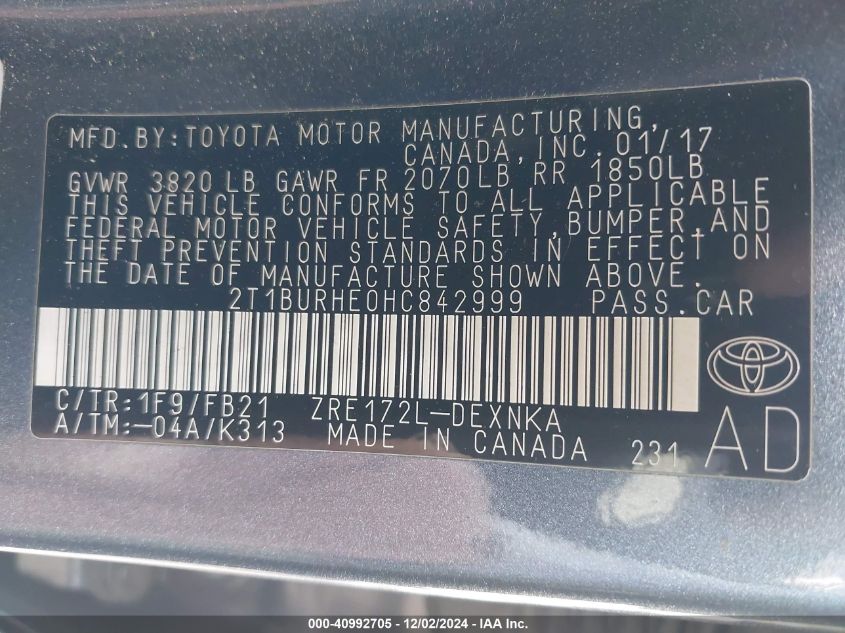 MFD.BY:TOYOTA MOTOR MANUFACTURING,
CANADA,INC.01/17
GVWR 3820 LB GAWR FR 2070LB RR 1850LB
THIS VEHICLE CONFORMS TO ALL APPLICABLE
FEDERAL MOTOR VEHICLE SAFETY,BUMPER,AND
THEFT PREVENTION STANDARDS IN EFFECT ON
THE DATE OF MANUFACTURE SHOWN ABOVE.
2T1BURHE0HC842999 PASS.CAR
C/TR:1F9/FB21 ZRE172L-DEXNKA
A/TM:-04A/K313 MADE IN CANADA 231
AD
000-40992705 - 12/02/2024 - IAA Inc.